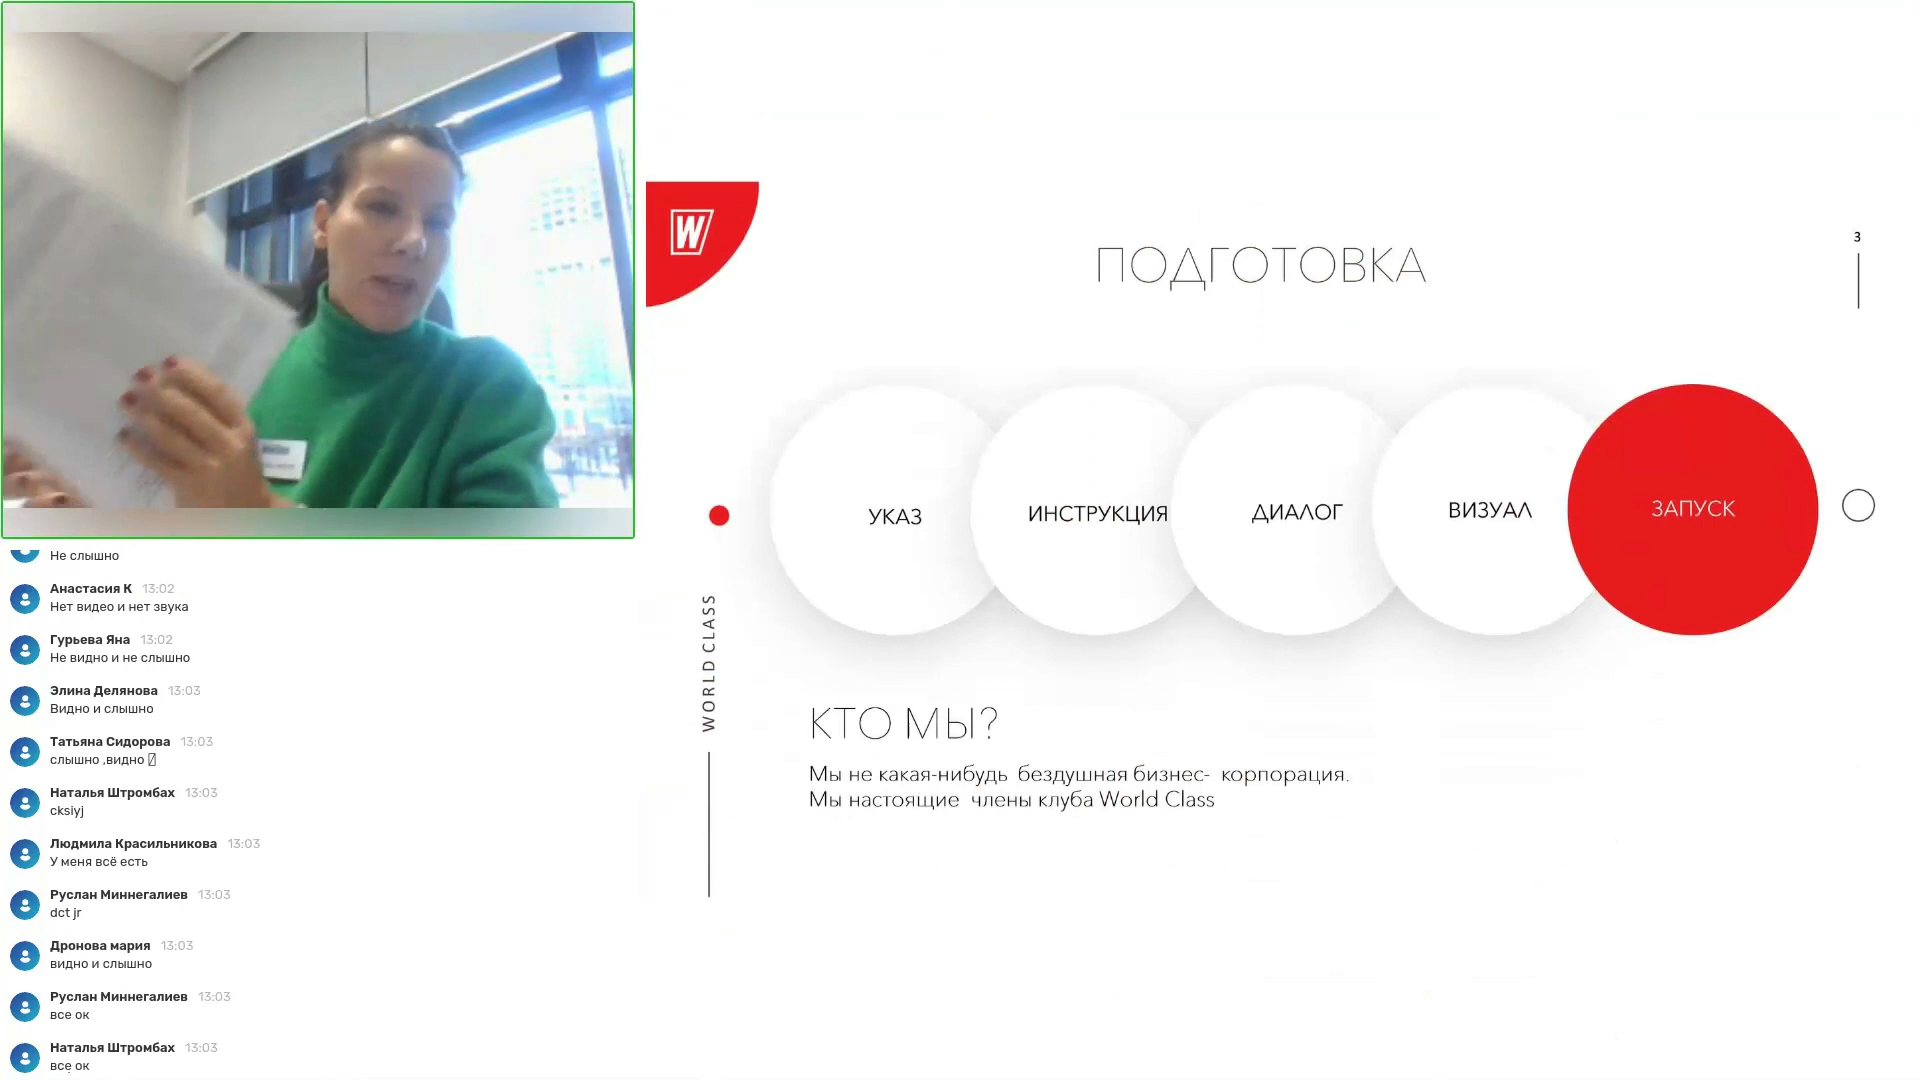 Не слышно
Анастасия К 13:02
Нет видео и нет звука
Гурьева Яна 13:02
Не видно и не слышно
Элина Делянова 13:03
Видно и слышно
Татьяна Сидорова 13:03
слышно ,видно
Наталья Штромбах 13:03
cksiyj
Людмила Красильникова 13:03
У меня всё есть
Руслан Миннегалиев 13:03
dct jr
Дронова мария 13:03
видно и слышно
Руслан Миннегалиев 13:03
все ок
Наталья Штромбах 13:03
все ок
W
ПОДГОТОВКА
3
УКАЗ
ИНСТРУКЦИЯ
ДИАЛОГ
ВИЗУАЛ
ЗАПУСК
WORLD CLASS
КТО МЫ?
Мы не какая-нибудь бездушная бизнес- корпорация.
Мы настоящие члены клуба World Class